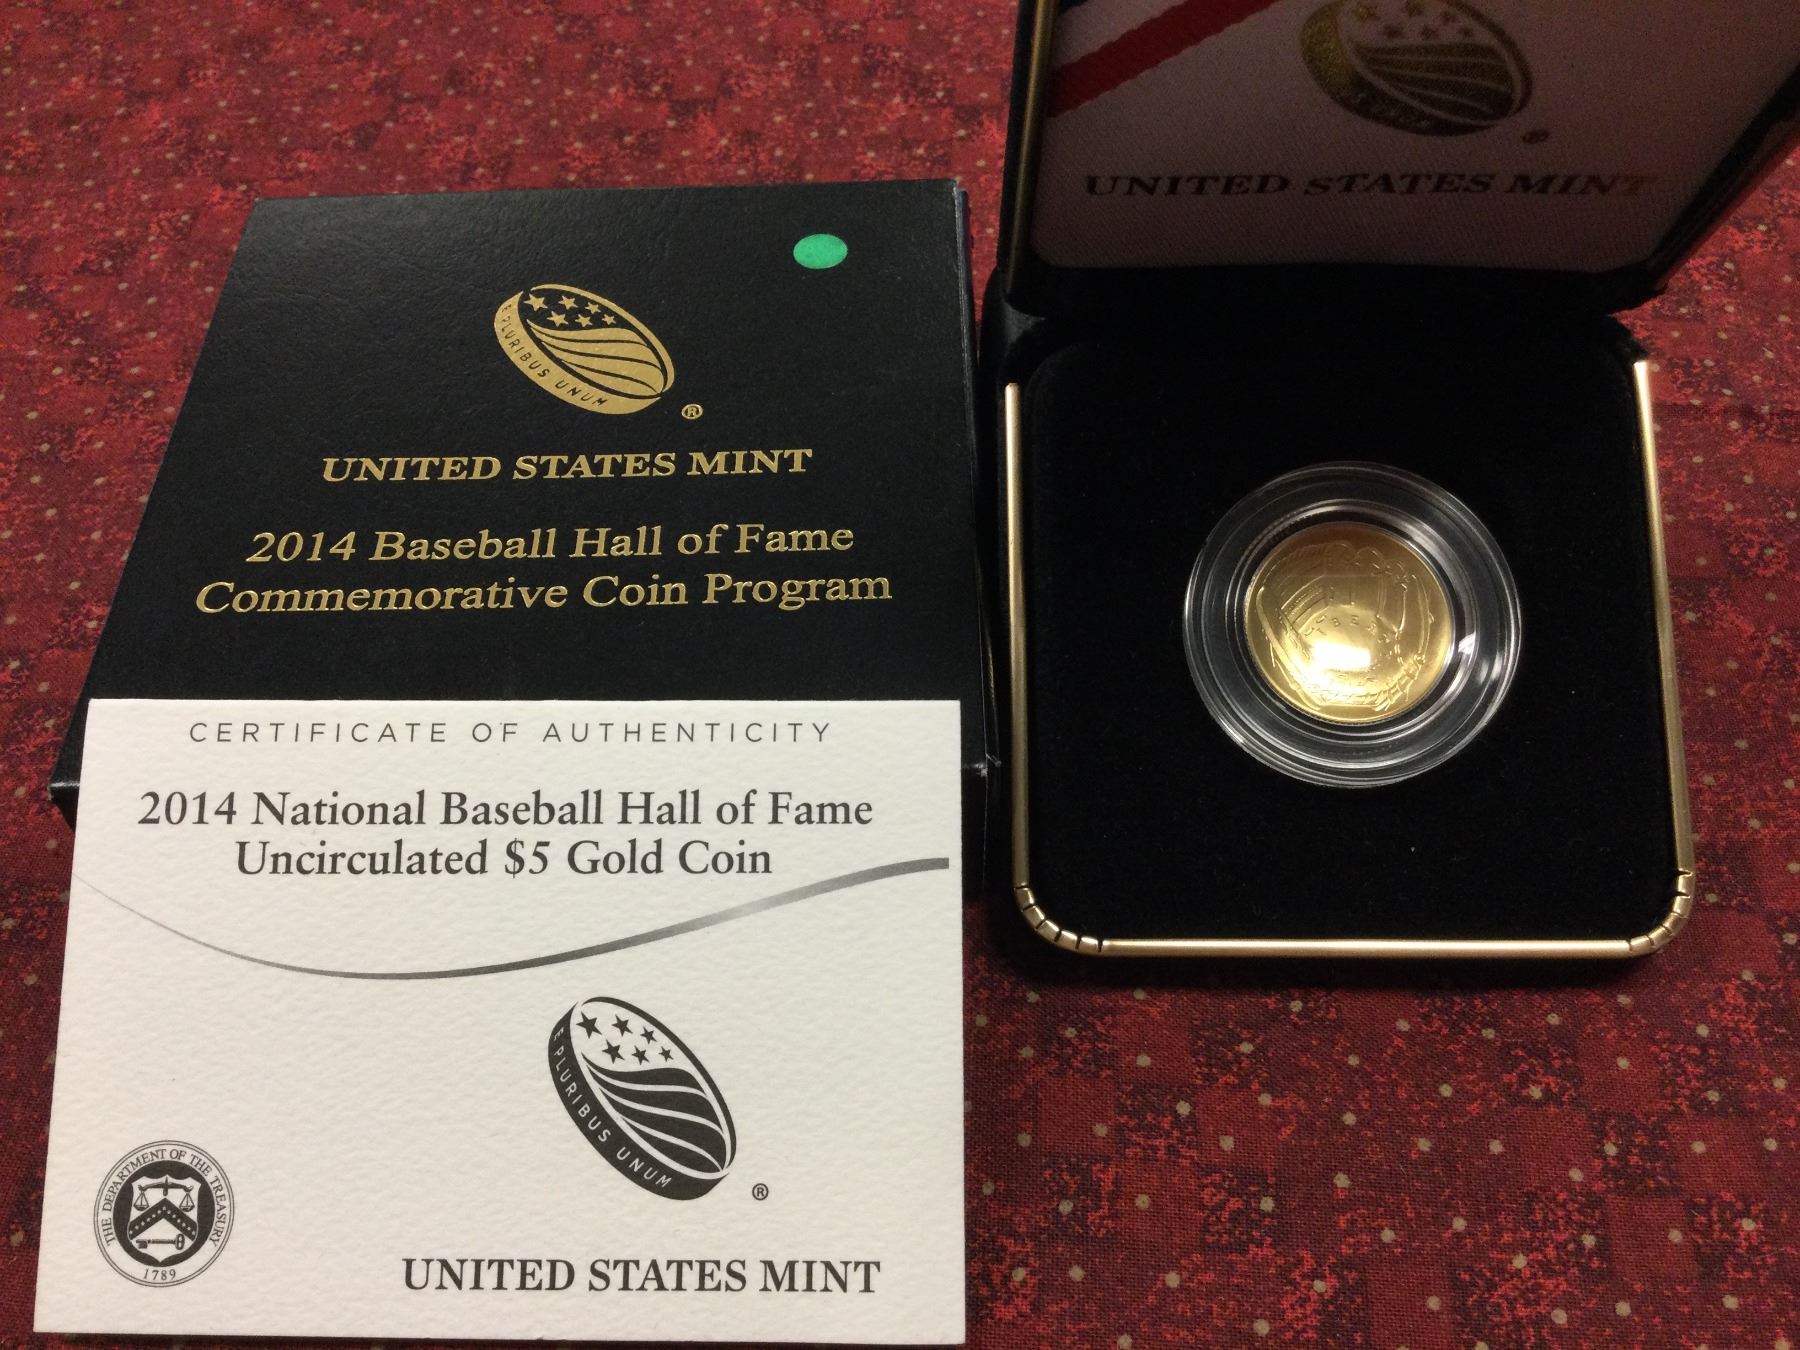 E PLURIBUS UNUM
®
UNITED STATES MINT
2014 Baseball Hall of Fame
Commemorative Coin Program
CERTIFICATE OF AUTHENTICITY
2014 National Baseball Hall of Fame
Uncirculated $5 Gold Coin
E PLURIBUS UNUM
®
THE DEPARTMENT OF THE TREASURY
1789
UNITED STATES MINT
®
UNITED STATES MINT
LIBERTY